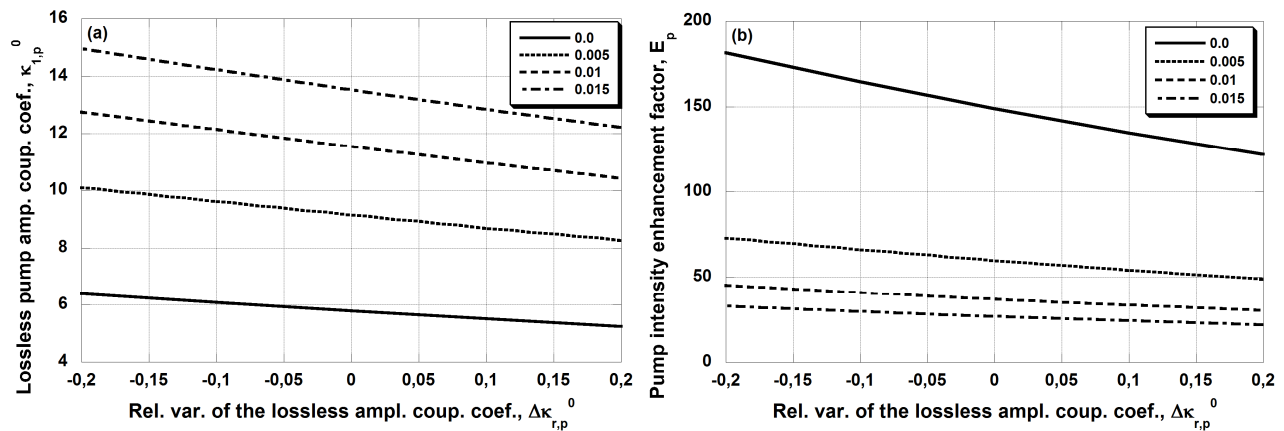 (a)
Lossless pump amp. coup. coef., κ1,p0
16
14
12
10
8
6
4
0.0
0.005
0.01
0.015
-0,2 -0,15 -0,1 -0,05 0 0,05 0,1 0,15 0,2
Rel. var. of the lossless ampl. coup. coef., Δκr,p0
(b)
Pump intensity enhancement factor, Ep
200
150
100
50
0
0.0
0.005
0.01
0.015
-0,2 -0,15 -0,1 -0,05 0 0,05 0,1 0,15 0,2
Rel. var. of the lossless ampl. coup. coef., Δκr,p0